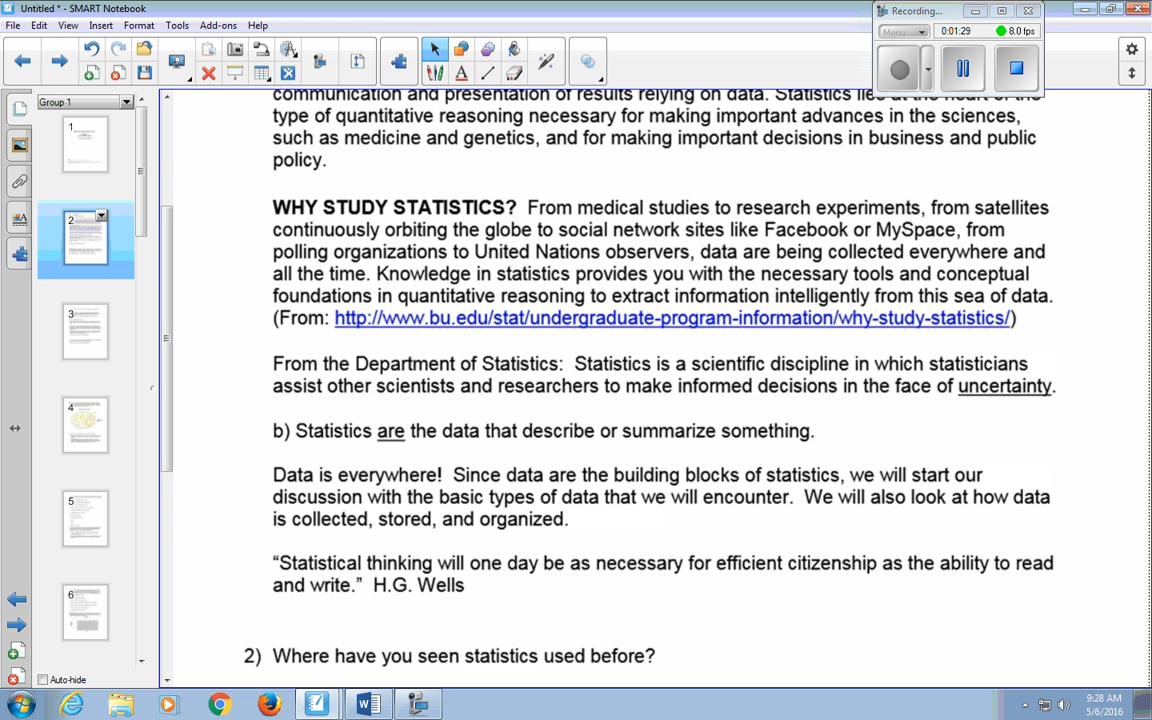 Untitled * - SMART Notebook
File Edit View Insert Format Tools Add-ons Help
Recording...
Menu 0:01:29 8.0 fps
Group 1
1
2
3
4
5
6
Auto-hide
communication and presentation of results relying on data. Statistics lies at the heart of the
type of quantitative reasoning necessary for making important advances in the sciences,
such as medicine and genetics, and for making important decisions in business and public
policy.
WHY STUDY STATISTICS? From medical studies to research experiments, from satellites
continuously orbiting the globe to social network sites like Facebook or MySpace, from
polling organizations to United Nations observers, data are being collected everywhere and
all the time. Knowledge in statistics provides you with the necessary tools and conceptual
foundations in quantitative reasoning to extract information intelligently from this sea of data.
(From: http://www.bu.edu/stat/undergraduate-program-information/why-study-statistics/)
From the Department of Statistics: Statistics is a scientific discipline in which statisticians
assist other scientists and researchers to make informed decisions in the face of uncertainty.
b) Statistics are the data that describe or summarize something.
Data is everywhere! Since data are the building blocks of statistics, we will start our
discussion with the basic types of data that we will encounter. We will also look at how data
is collected, stored, and organized.
“Statistical thinking will one day be as necessary for efficient citizenship as the ability to read
and write.” H.G. Wells
2) Where have you seen statistics used before?
9:28 AM
5/6/2016